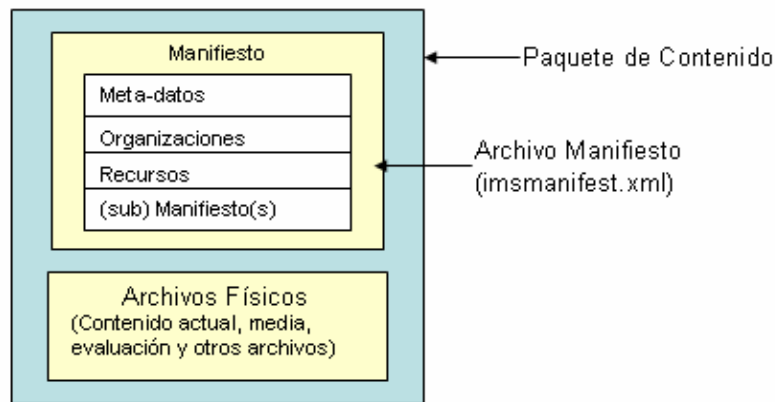 Manifiesto
Meta-datos
Organizaciones
Recursos
(sub) Manifiesto(s)
Archivos Físicos
(Contenido actual, media,
evaluación y otros archivos)
Paquete de Contenido
Archivo Manifiesto
(imsmanifest.xml)